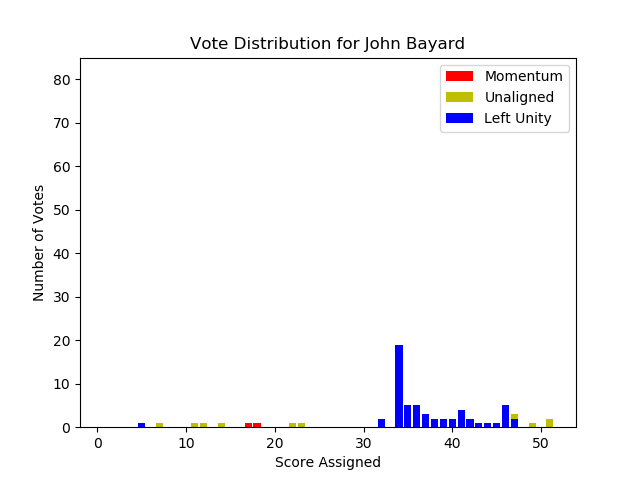 Vote Distribution for John Bayard
Momentum
Unaligned
Left Unity
Number of Votes
80
70
60
50
40
30
20
10
0
0 10 20 30 40 50
Score Assigned